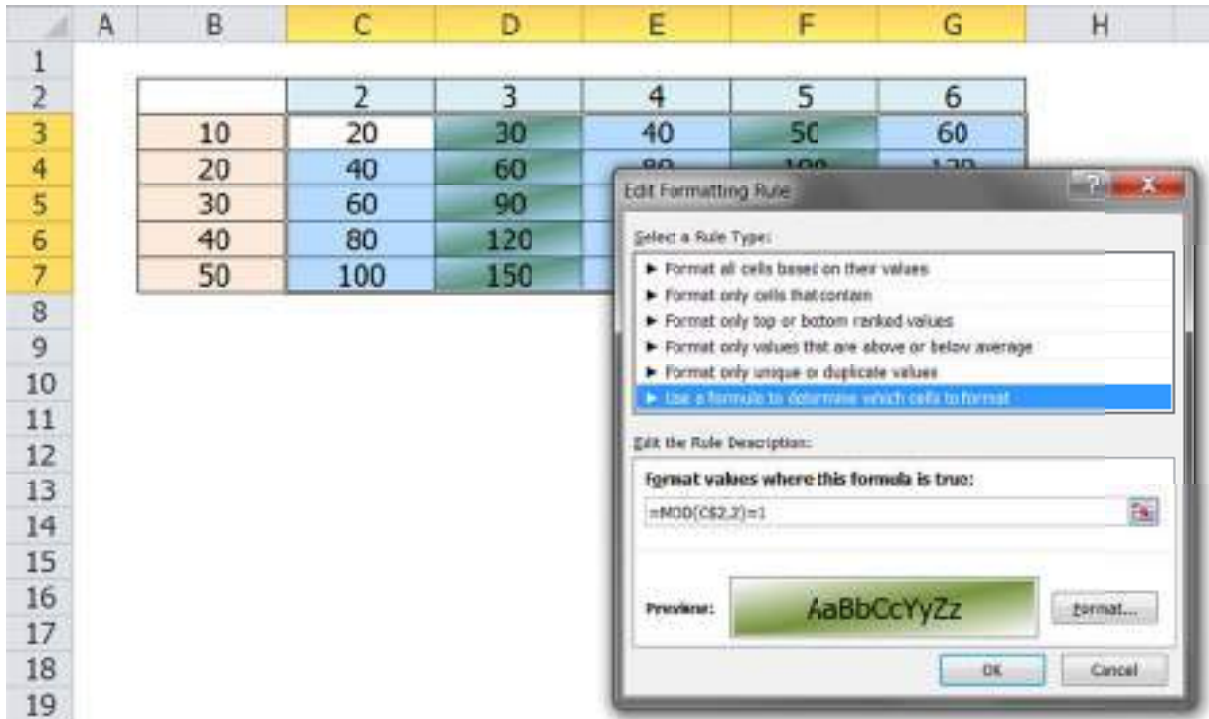 A B C D E F G H
1
2 2 3 4 5 6
3 10 20 30 40 50 60
4 20 40 60 80 100 120
5 30 60 90
6 40 80 120
7 50 100 150
8
9
10
11
12
13
14
15
16
17
18
19
Edit Formatting Rule
Select a Rule Type:
► Format all cells based on their values
► Format only cells that contain
► Format only top or bottom ranked values
► Format only values that are above or below average
► Format only unique or duplicate values
► Use a formula to determine which cells to format
Edit the Rule Description:
Format values where this formula is true:
=MOD(C$2,2)=1
Preview: AaBbCcYyZz Format...
OK Cancel